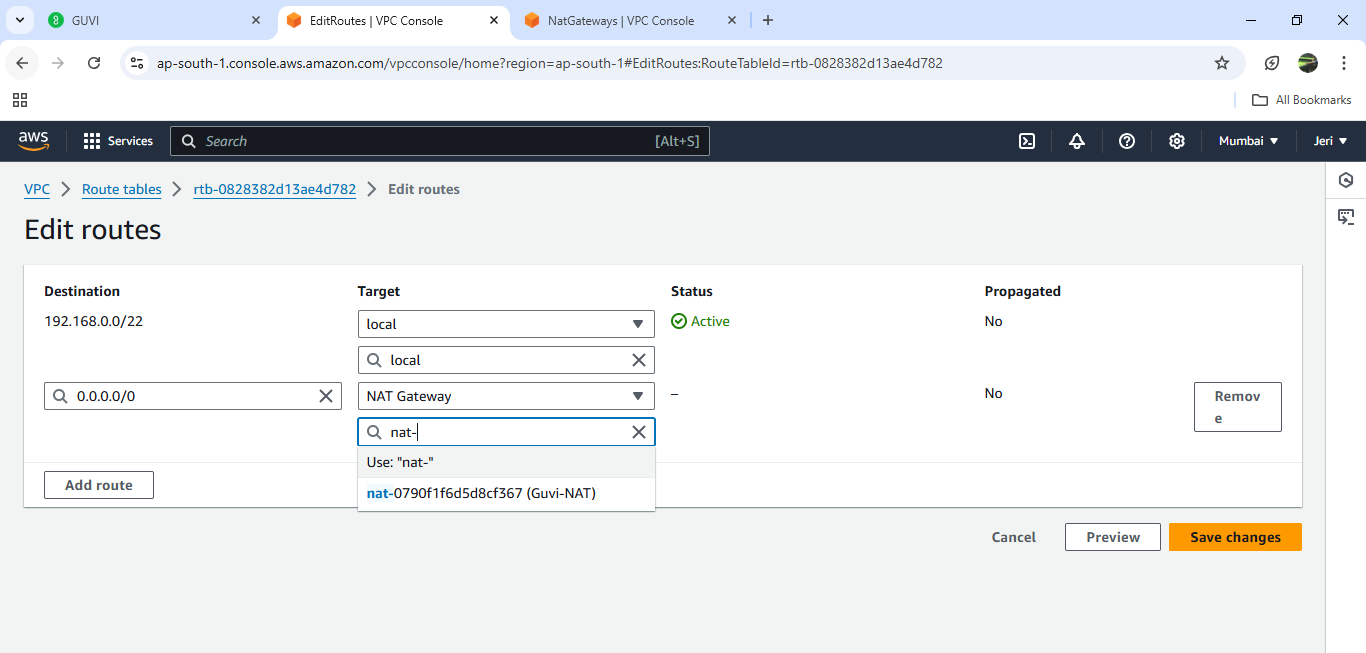 GUVI
EditRoutes | VPC Console
NatGateways | VPC Console
ap-south-1.console.aws.amazon.com/vpcconsole/home?region=ap-south-1#EditRoutes:RouteTableId=rtb-0828382d13ae4d782
All Bookmarks
aws
Services
Search
[Alt+S]
Mumbai
Jeri
VPC
Route tables
rtb-0828382d13ae4d782
Edit routes
Edit routes
Destination
Target
Status
Propagated
192.168.0.0/22
local
Active
No
local
0.0.0.0/0
NAT Gateway
–
No
Remov
e
nat-
Use: "nat-"
nat-0790f1f6d5d8cf367 (Guvi-NAT)
Add route
Cancel
Preview
Save changes